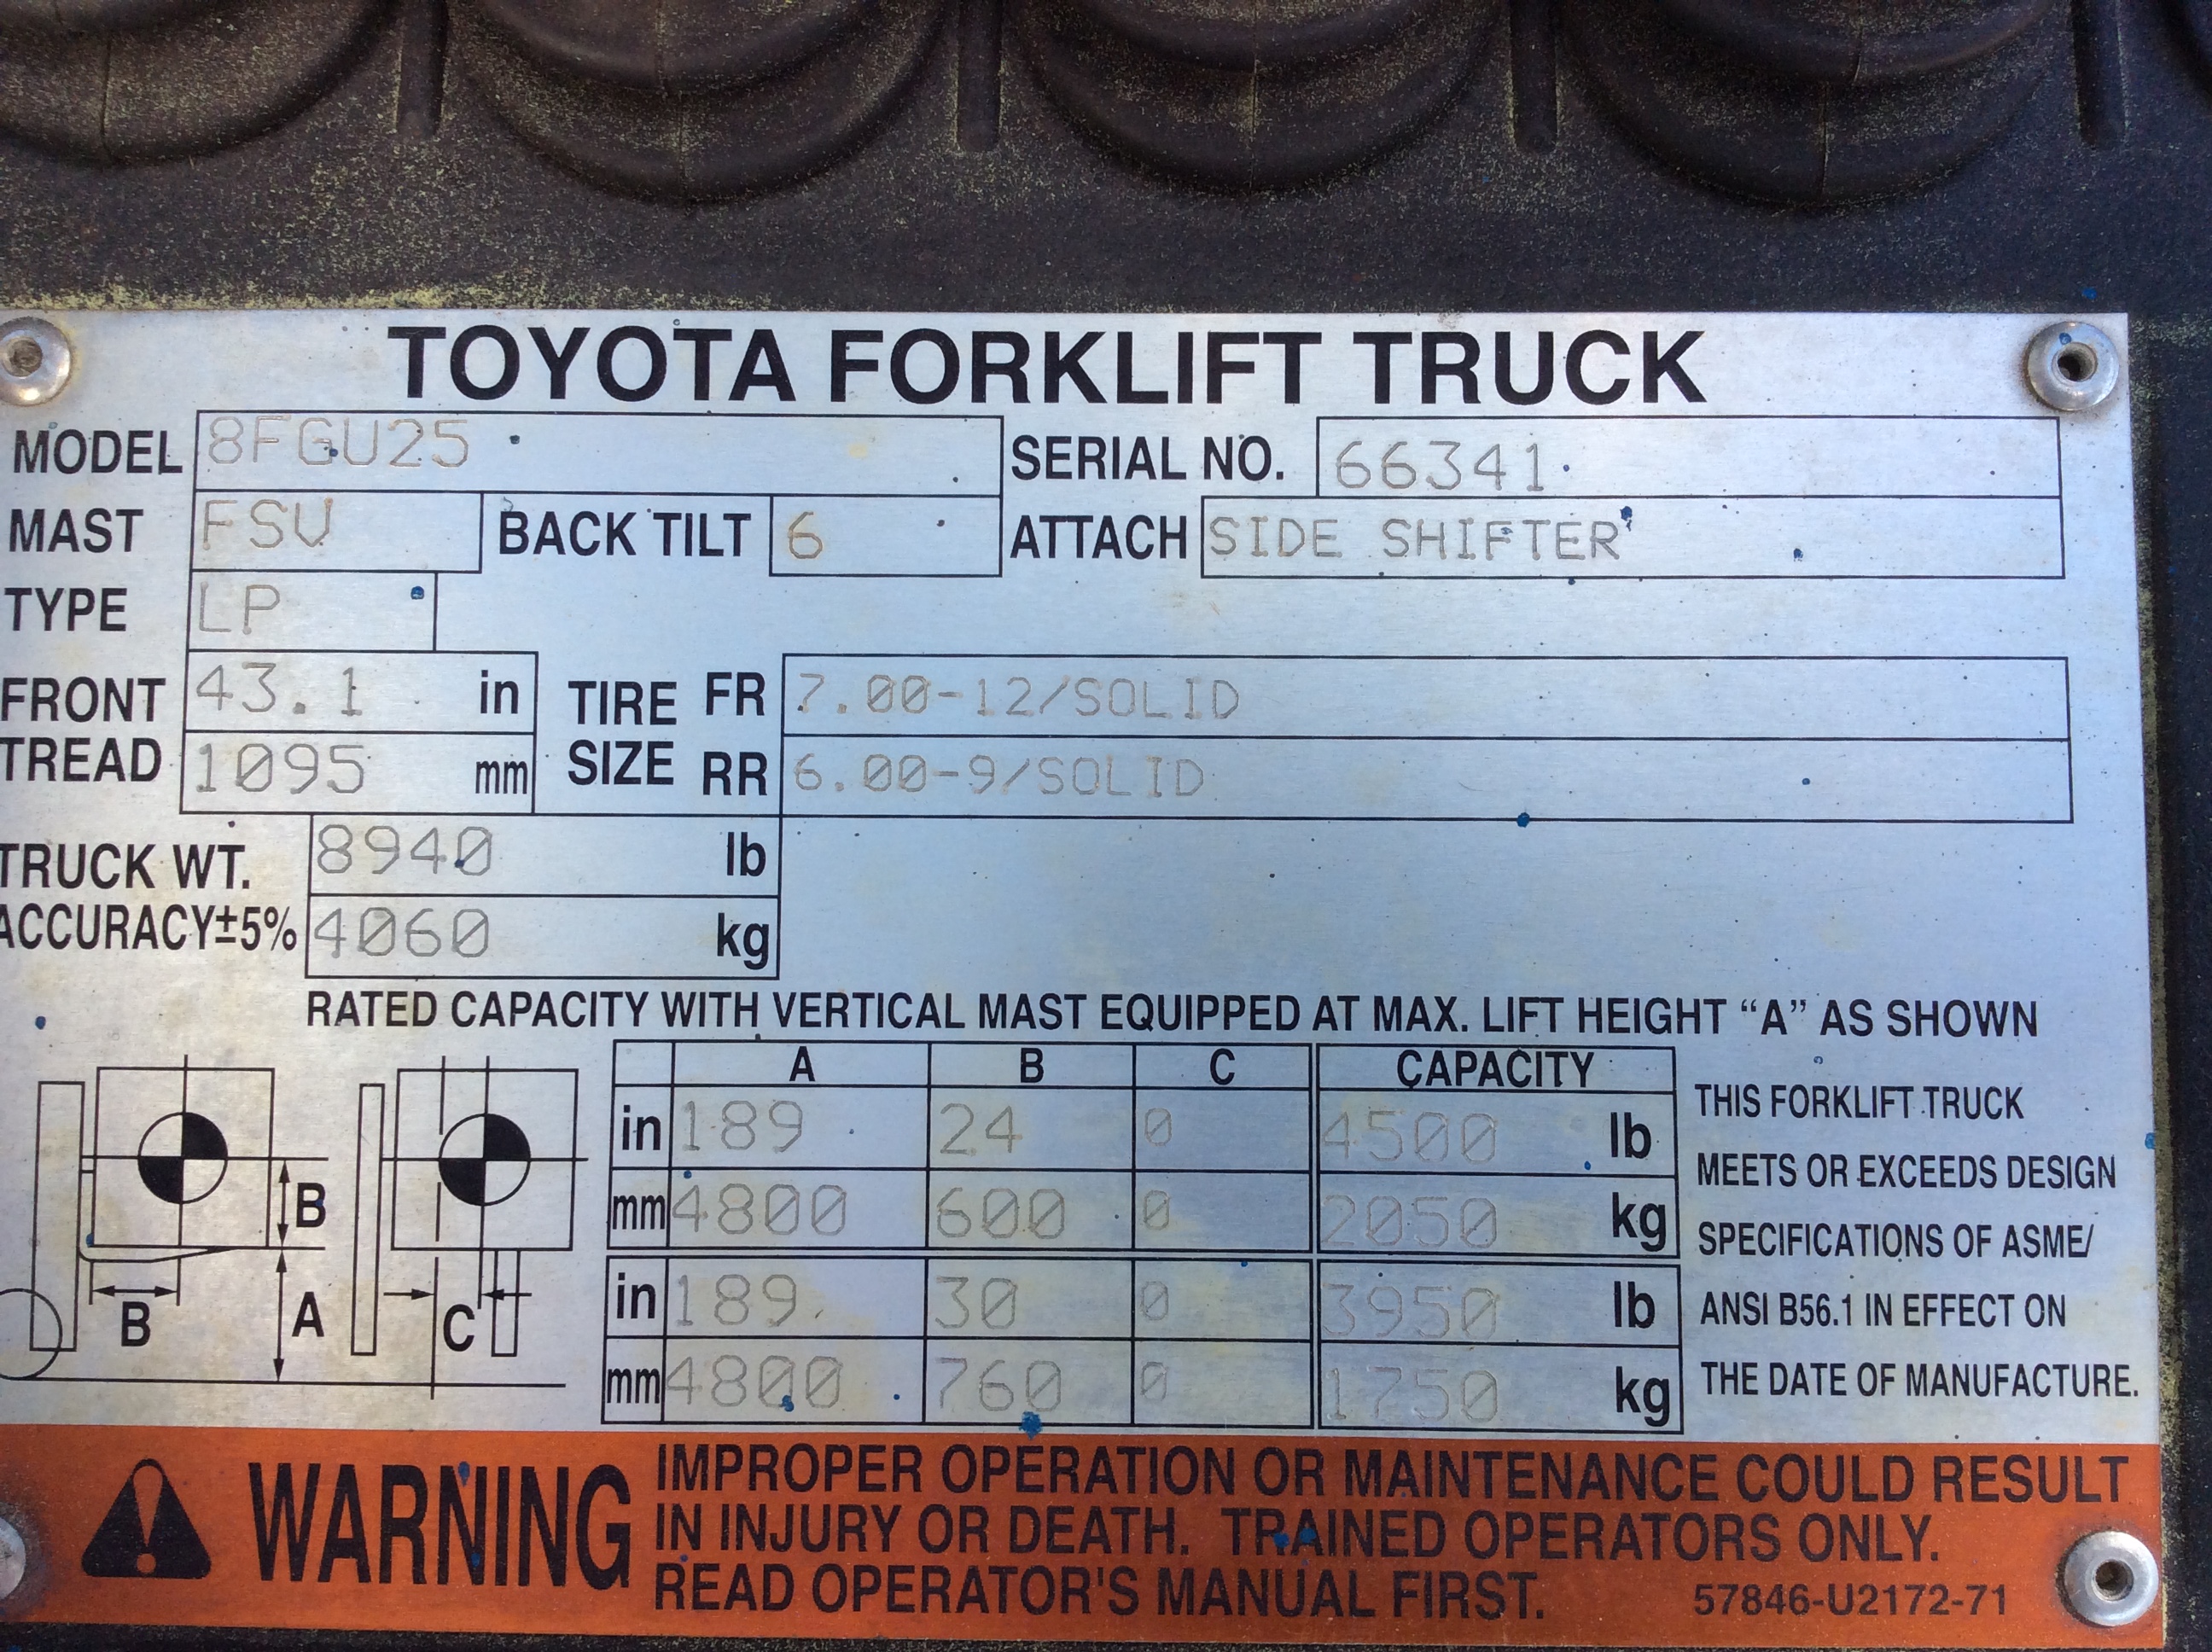 TOYOTA FORKLIFT TRUCK
MODEL 8FGU25 SERIAL NO. 66341
MAST FSV BACK TILT 6 ATTACH SIDE SHIFTER
TYPE LP
FRONT TREAD 43.1 in TIRE SIZE FR 7.00-12/SOLID
1095 mm RR 6.00-9/SOLID
TRUCK WT. 8940 lb
ACCURACY±5% 4060 kg
RATED CAPACITY WITH VERTICAL MAST EQUIPPED AT MAX. LIFT HEIGHT "A" AS SHOWN
A B C CAPACITY
in 189 24 0 4500 lb
mm 4800 600 0 2050 kg
in 189 30 0 3950 lb
mm 4800 760 0 1750 kg
B
B A C
THIS FORKLIFT TRUCK
MEETS OR EXCEEDS DESIGN
SPECIFICATIONS OF ASME/
ANSI B56.1 IN EFFECT ON
THE DATE OF MANUFACTURE.
WARNING
IMPROPER OPERATION OR MAINTENANCE COULD RESULT
IN INJURY OR DEATH. TRAINED OPERATORS ONLY.
READ OPERATOR'S MANUAL FIRST.
57846-U2172-71